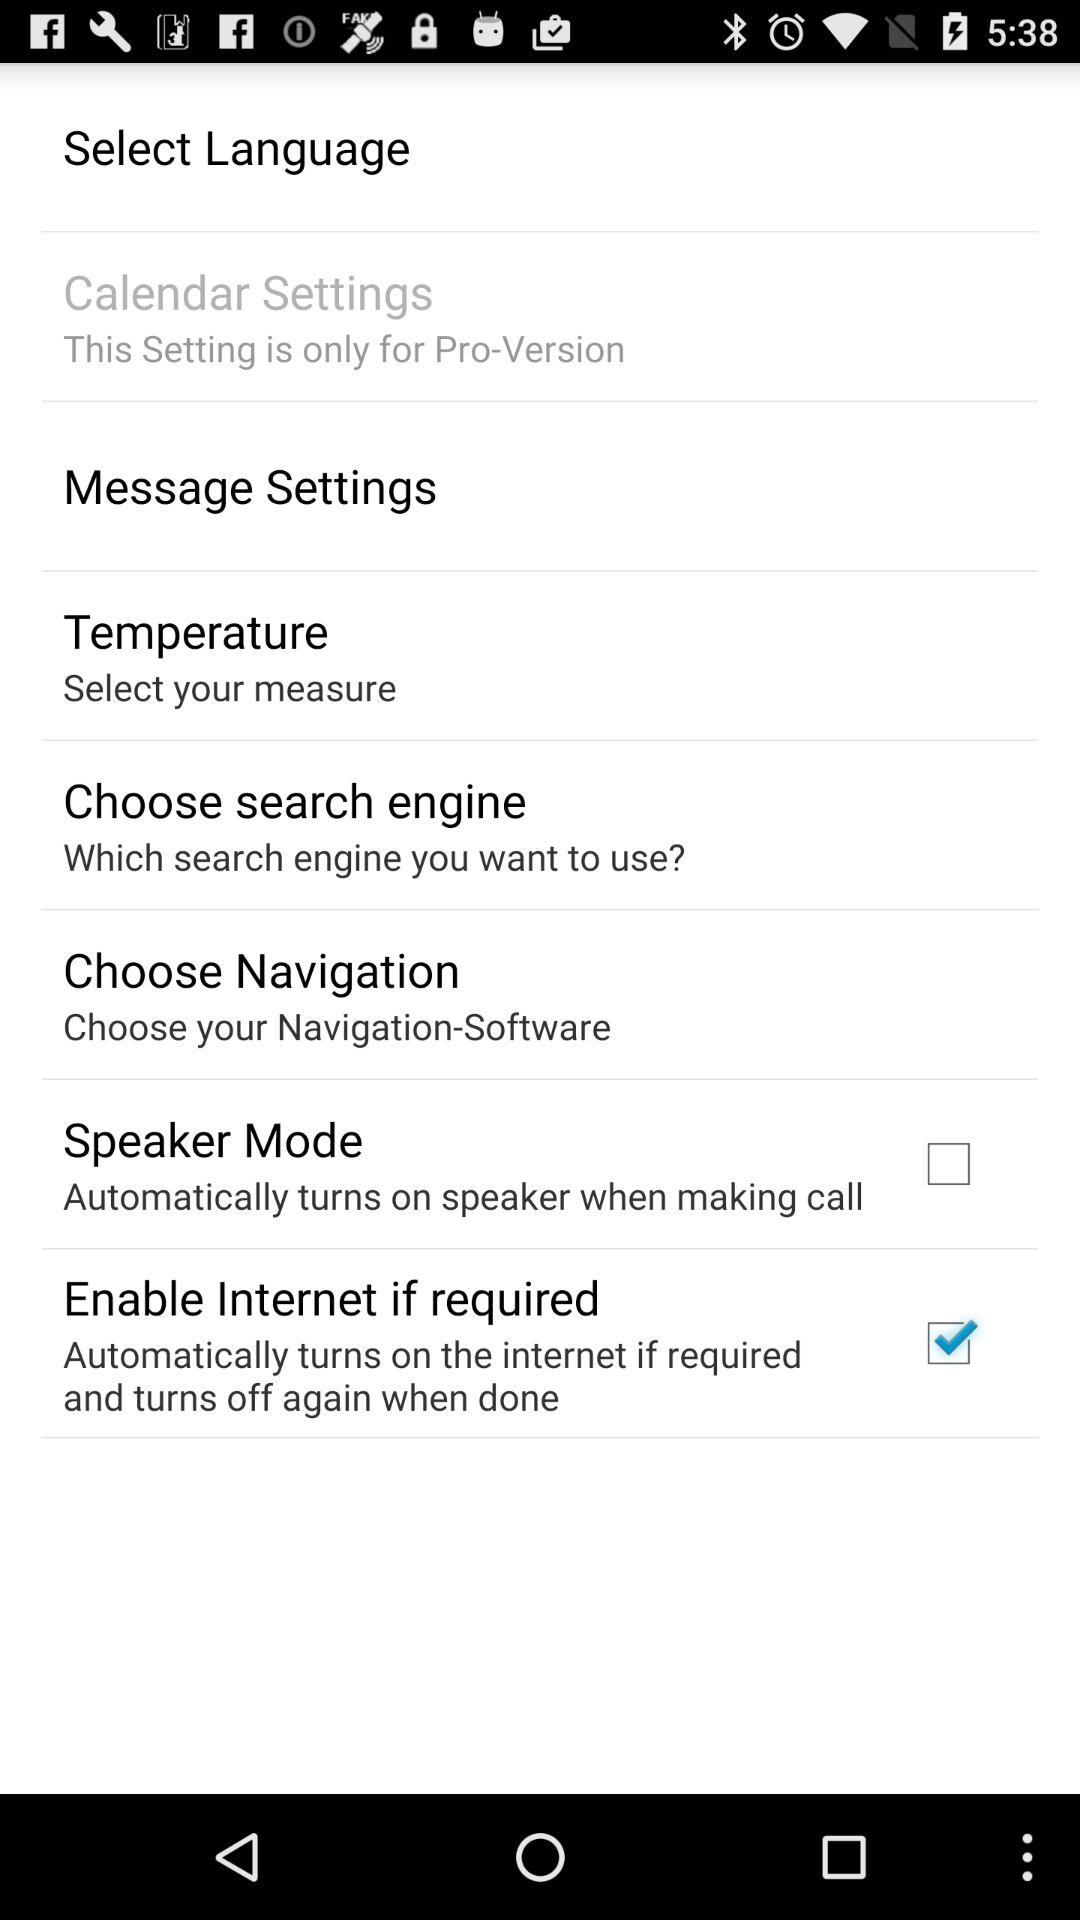 FAKE
5:38
Select Language
Calendar Settings
This Setting is only for Pro-Version
Message Settings
Temperature
Select your measure
Choose search engine
Which search engine you want to use?
Choose Navigation
Choose your Navigation-Software
Speaker Mode
Automatically turns on speaker when making call
Enable Internet if required
Automatically turns on the internet if required
and turns off again when done